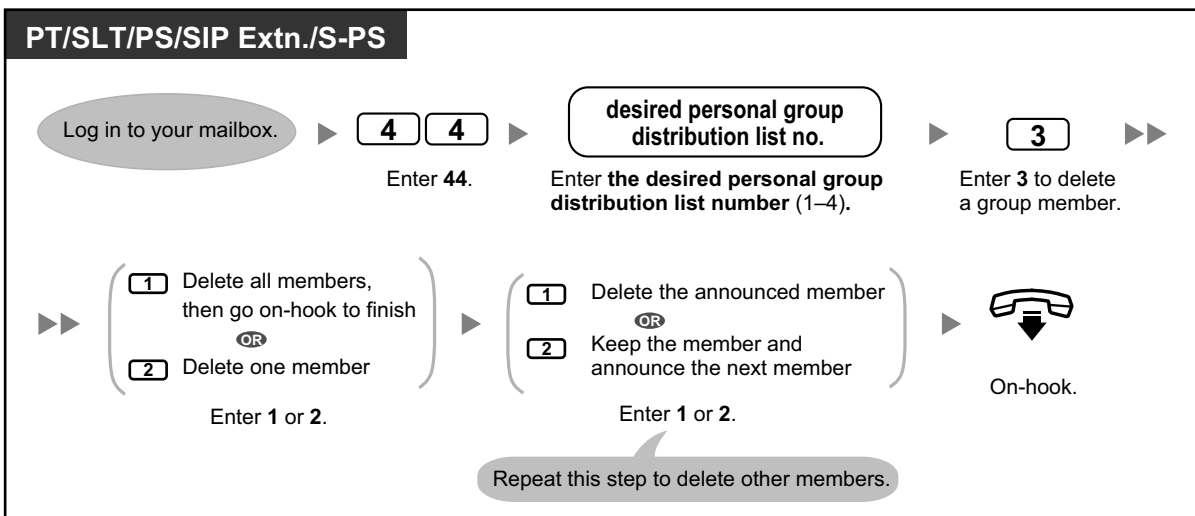 PT/SLT/PS/SIP Extn./S-PS
Log in to your mailbox.
4 4
Enter 44.
desired personal group
distribution list no.
Enter the desired personal group
distribution list number (1–4).
3
Enter 3 to delete
a group member.
1 Delete all members,
then go on-hook to finish
OR
2 Delete one member
Enter 1 or 2.
1 Delete the announced member
OR
2 Keep the member and
announce the next member
Enter 1 or 2.
Repeat this step to delete other members.
On-hook.